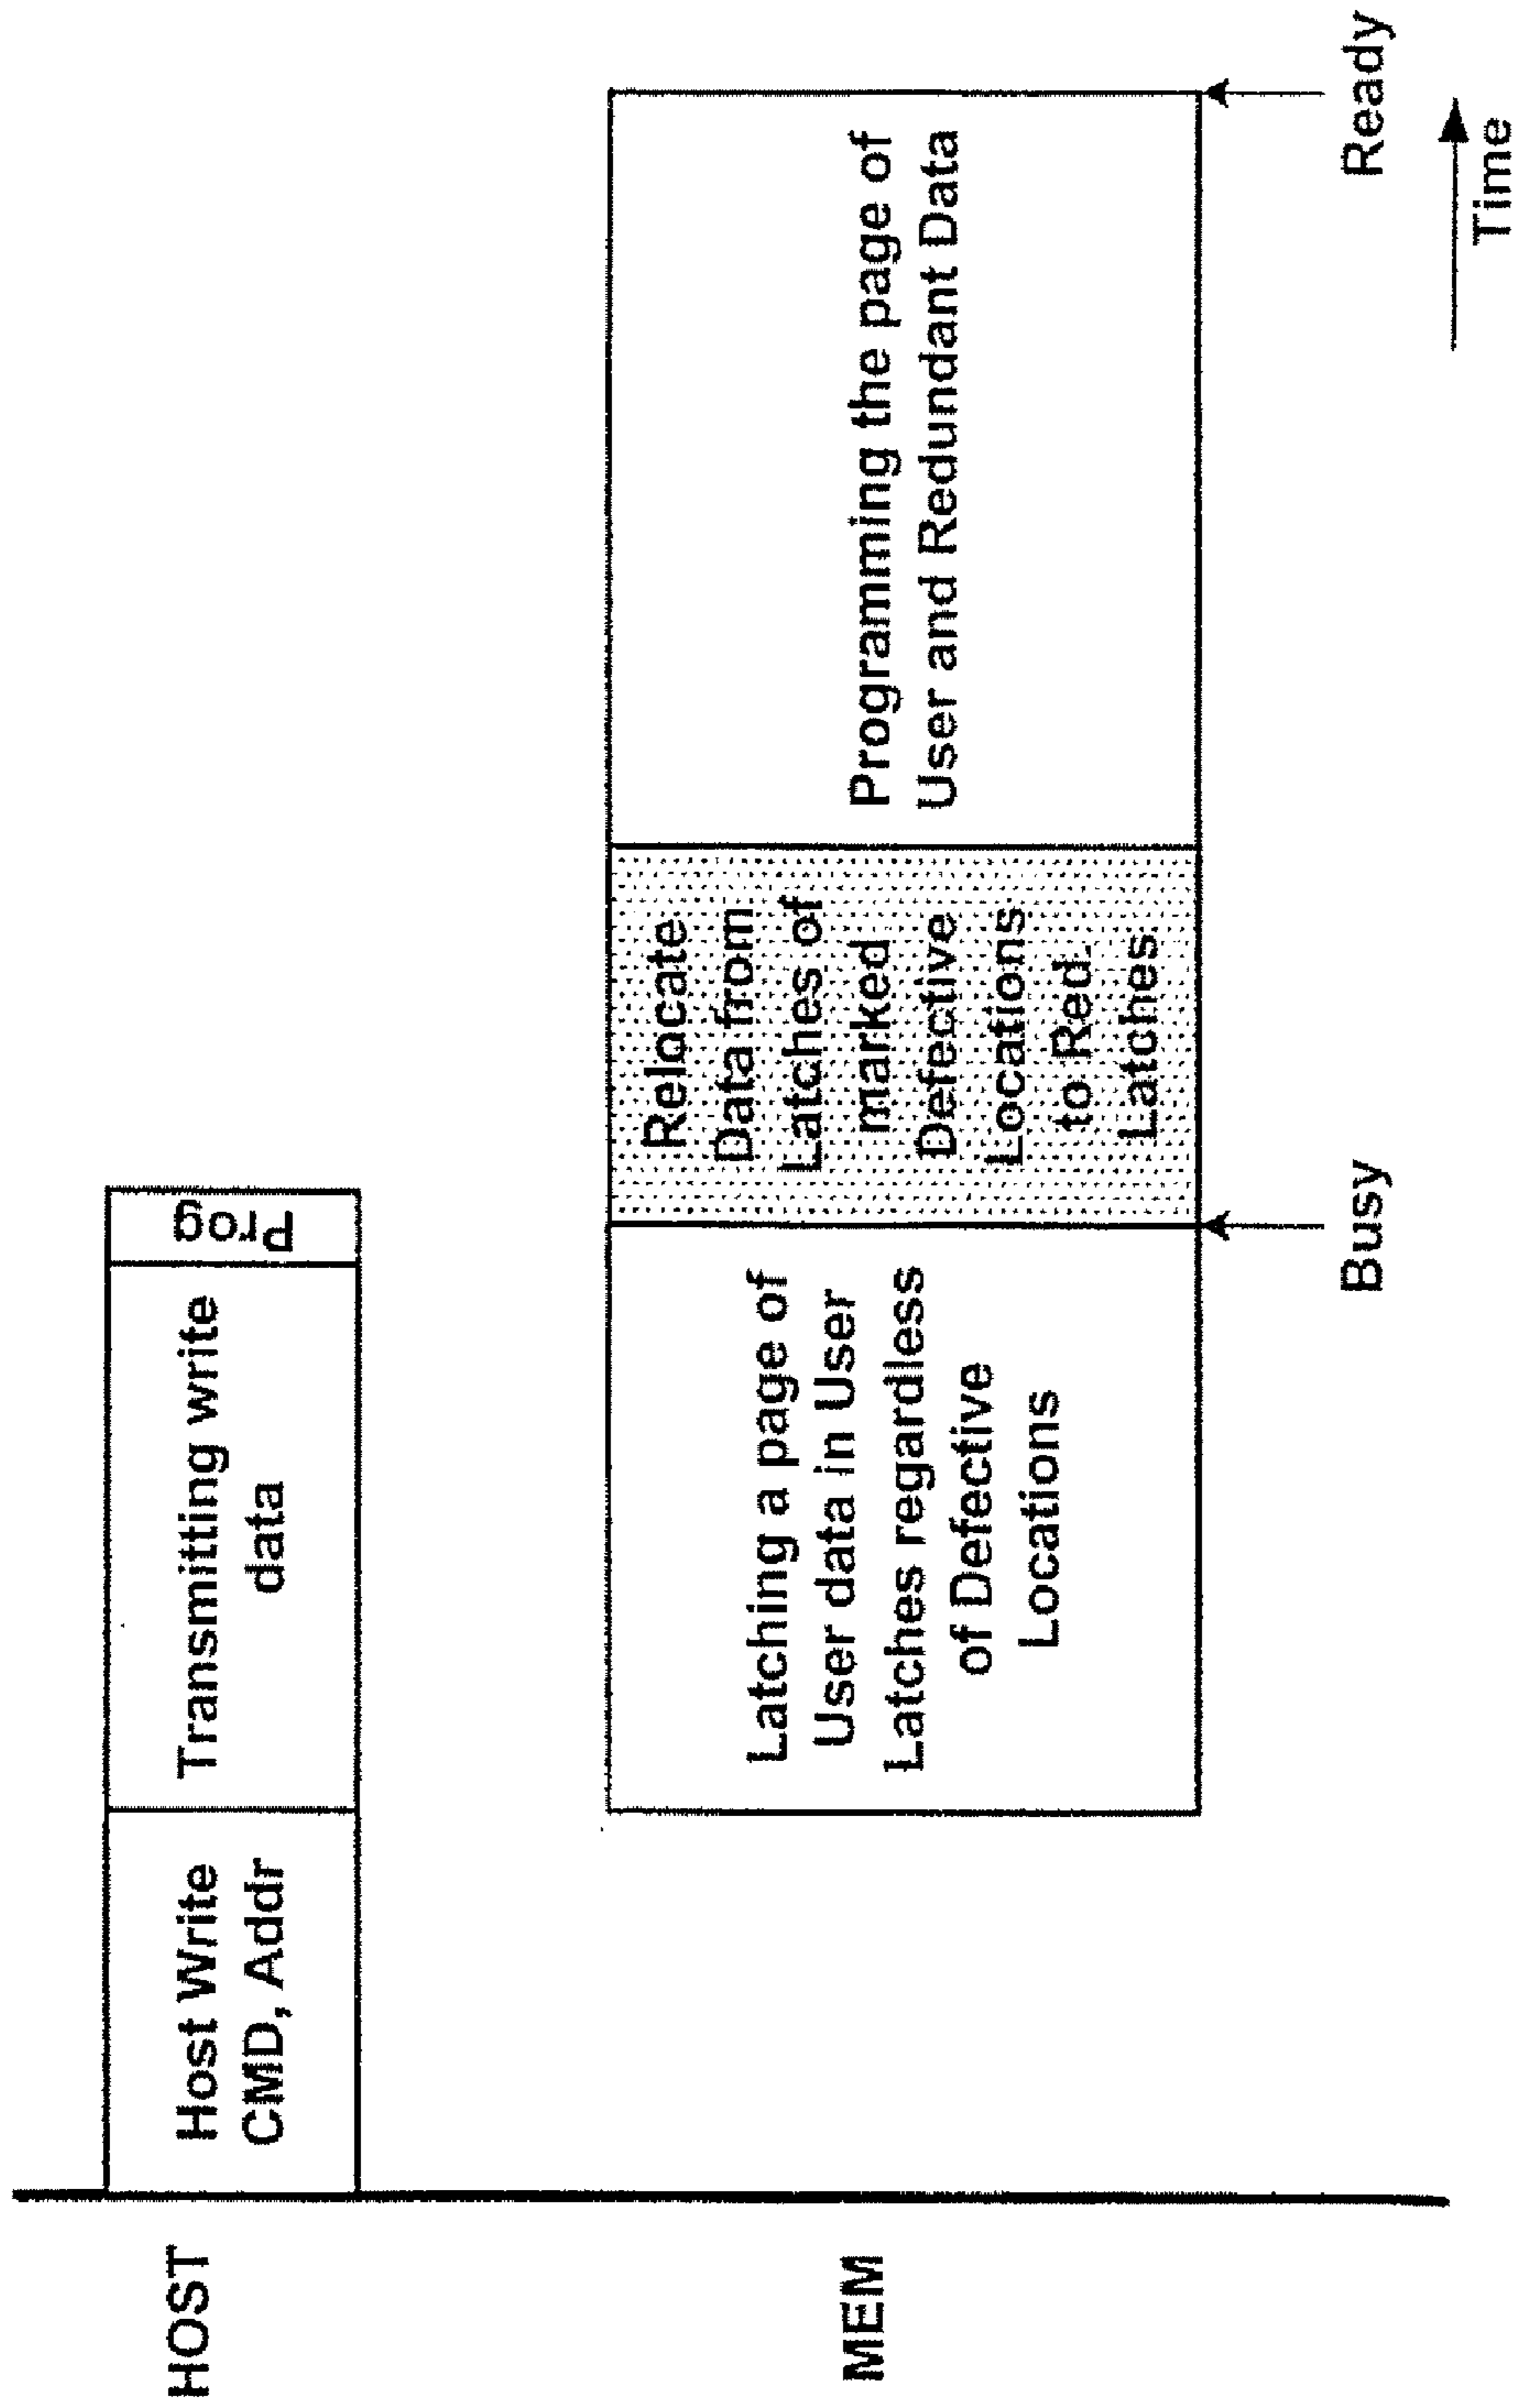 HOST
Host Write
CMD, Addr
Transmitting write
data
Prog
MEM
Latching a page of
User data in User
Latches regardless
of Defective
Locations
Relocate
Data from
Latches of
marked
Defective
Locations
to Red.
Latches
Programming the page of
User and Redundant Data
Busy
Ready
Time